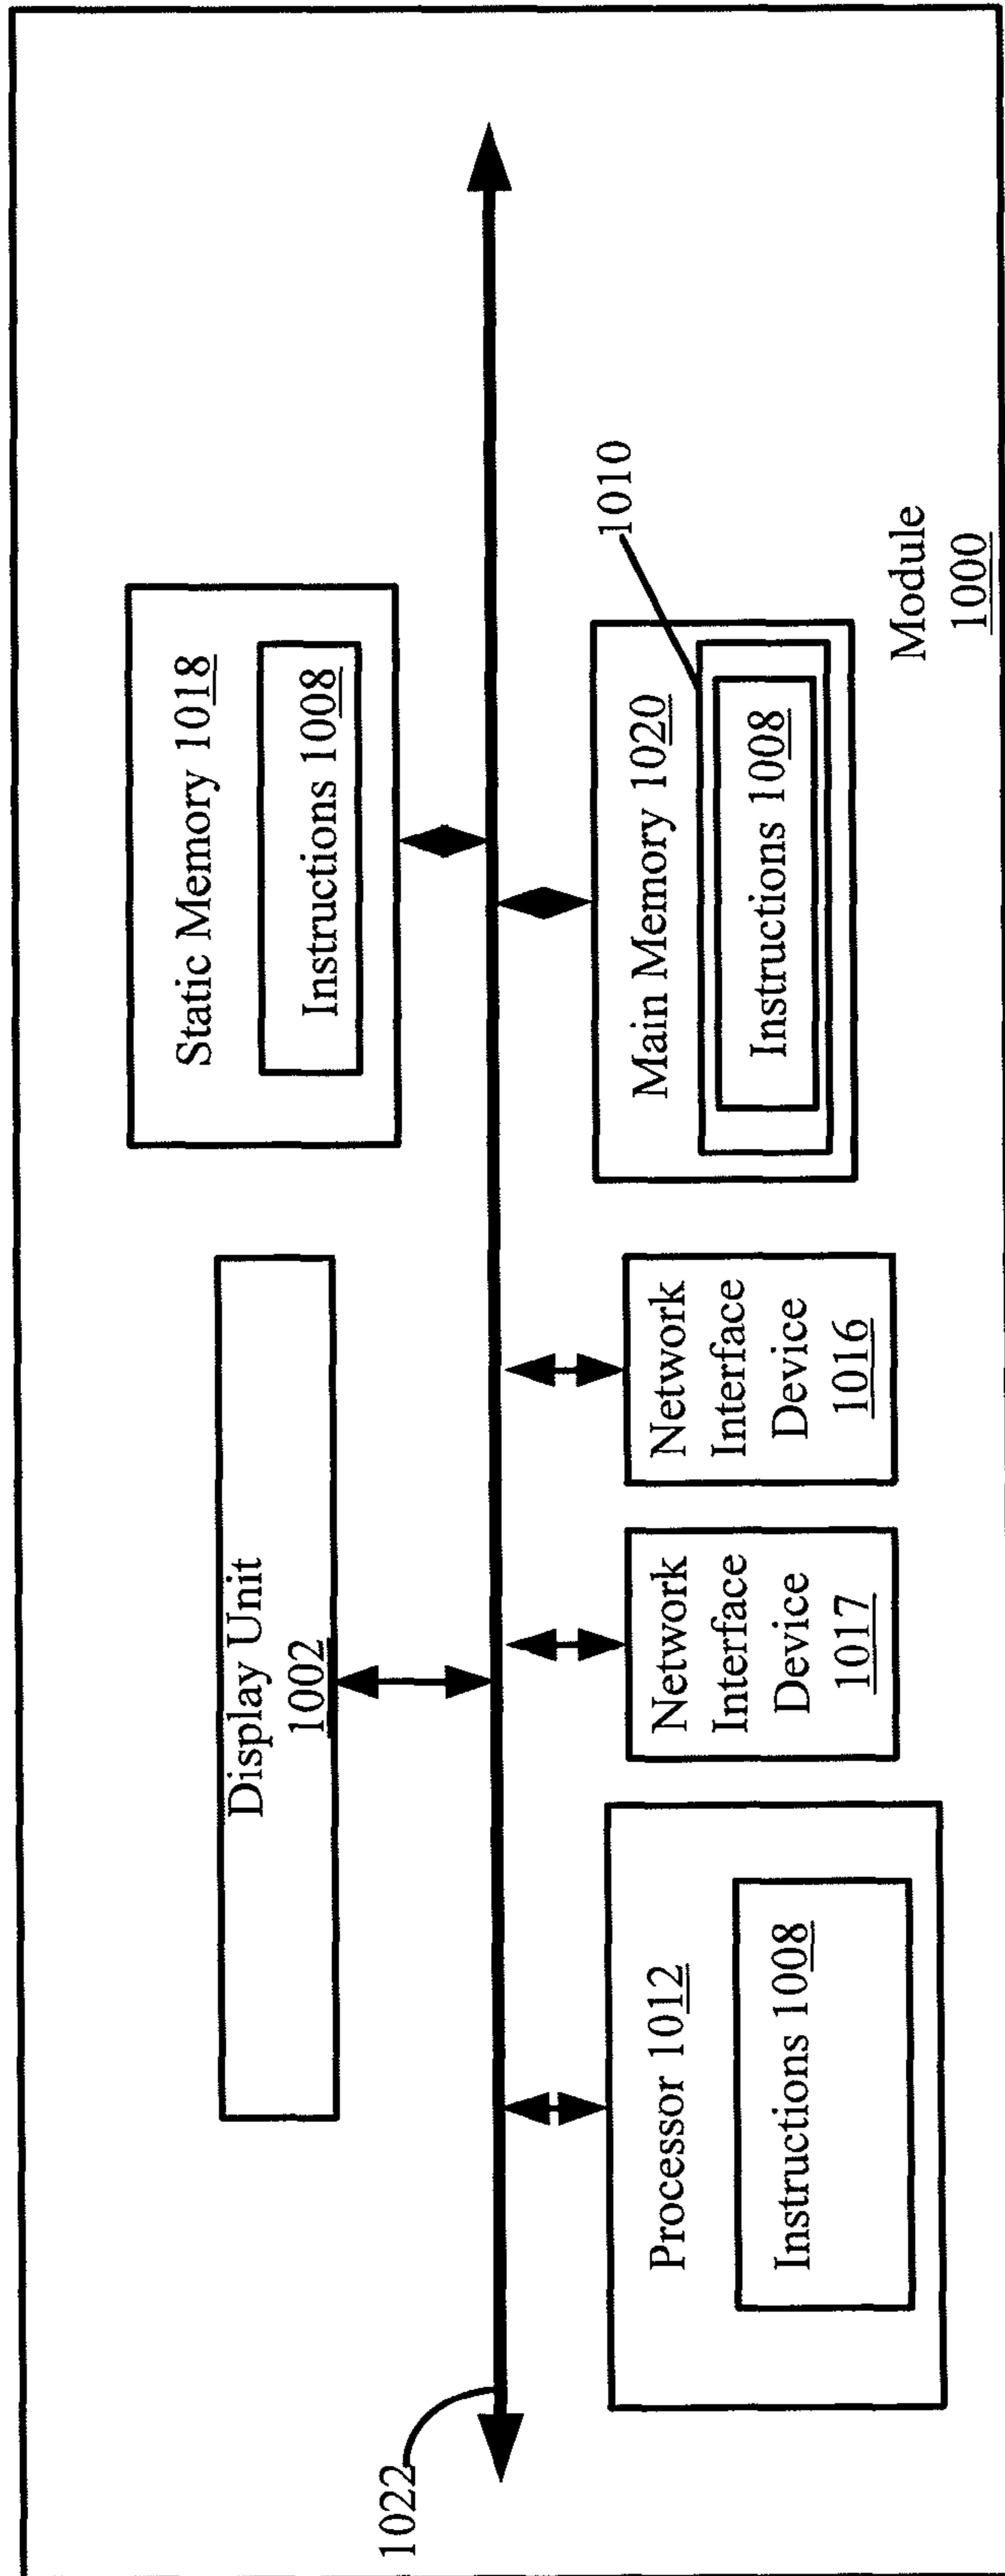 Display Unit
1002
Static Memory 1018
Instructions 1008
1022
Processor 1012
Instructions 1008
Network
Interface
Device
1017
Network
Interface
Device
1016
Main Memory 1020
Instructions 1008
1010
Module
1000